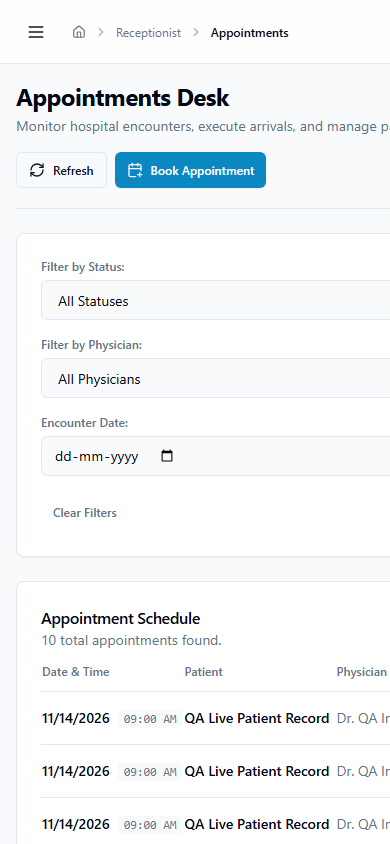 Receptionist > Appointments
Appointments Desk
Monitor hospital encounters, execute arrivals, and manage
Refresh
Book Appointment
Filter by Status:
All Statuses
Filter by Physician:
All Physicians
Encounter Date:
dd-mm-yyyy
Clear Filters
Appointment Schedule
10 total appointments found.
Date & Time Patient Physician
11/14/2026 09:00 AM QA Live Patient Record Dr. QA
11/14/2026 09:00 AM QA Live Patient Record Dr. QA
11/14/2026 09:00 AM QA Live Patient Record Dr. QA